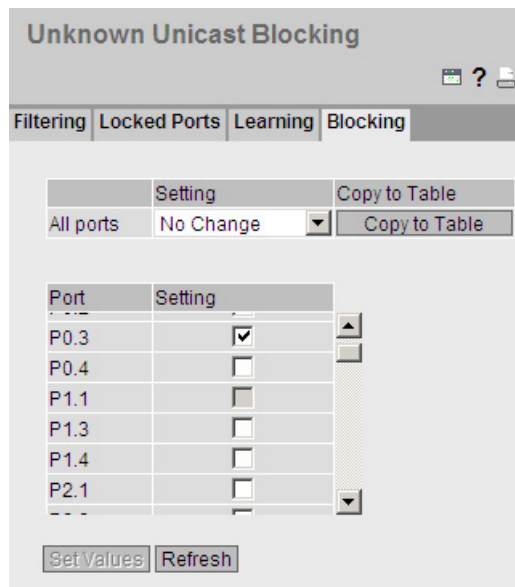 Unknown Unicast Blocking
?
Filtering Locked Ports Learning Blocking
Setting Copy to Table
All ports No Change Copy to Table
Port Setting
P0.3
P0.4
P1.1
P1.3
P1.4
P2.1
Set Values Refresh